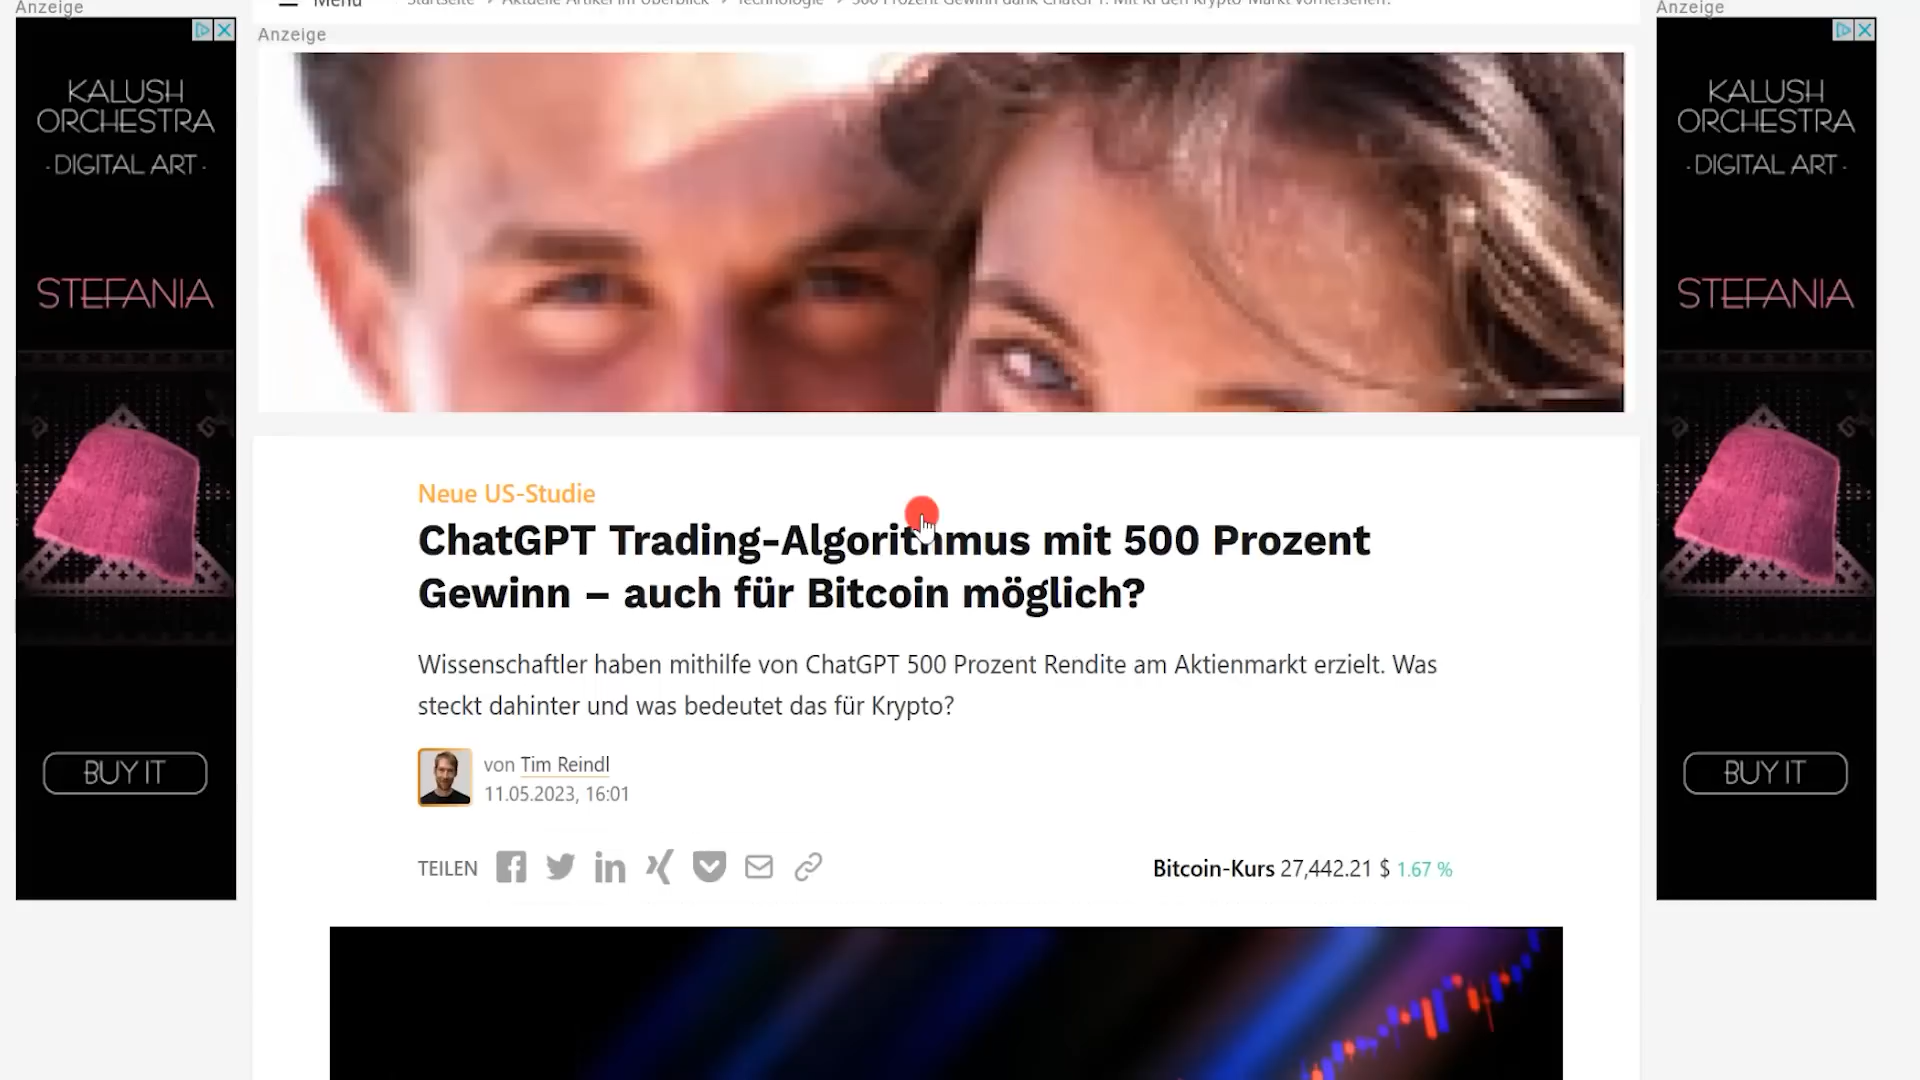 Anzeige
Menü
Startseite > Aktuelle Artikel im Überblick > Technologie > 500 Prozent Gewinn dank ChatGPT: Mit KI den Krypto-Markt vorhersehen?
Anzeige
Anzeige
KALUSH
ORCHESTRA
· DIGITAL ART ·
STEFANIA
BUY IT
Neue US-Studie
ChatGPT Trading-Algorithmus mit 500 Prozent
Gewinn – auch für Bitcoin möglich?
Wissenschaftler haben mithilfe von ChatGPT 500 Prozent Rendite am Aktienmarkt erzielt. Was
steckt dahinter und was bedeutet das für Krypto?
von Tim Reindl
11.05.2023, 16:01
TEILEN
Bitcoin-Kurs 27,442.21 $ 1.67 %
KALUSH
ORCHESTRA
· DIGITAL ART ·
STEFANIA
BUY IT